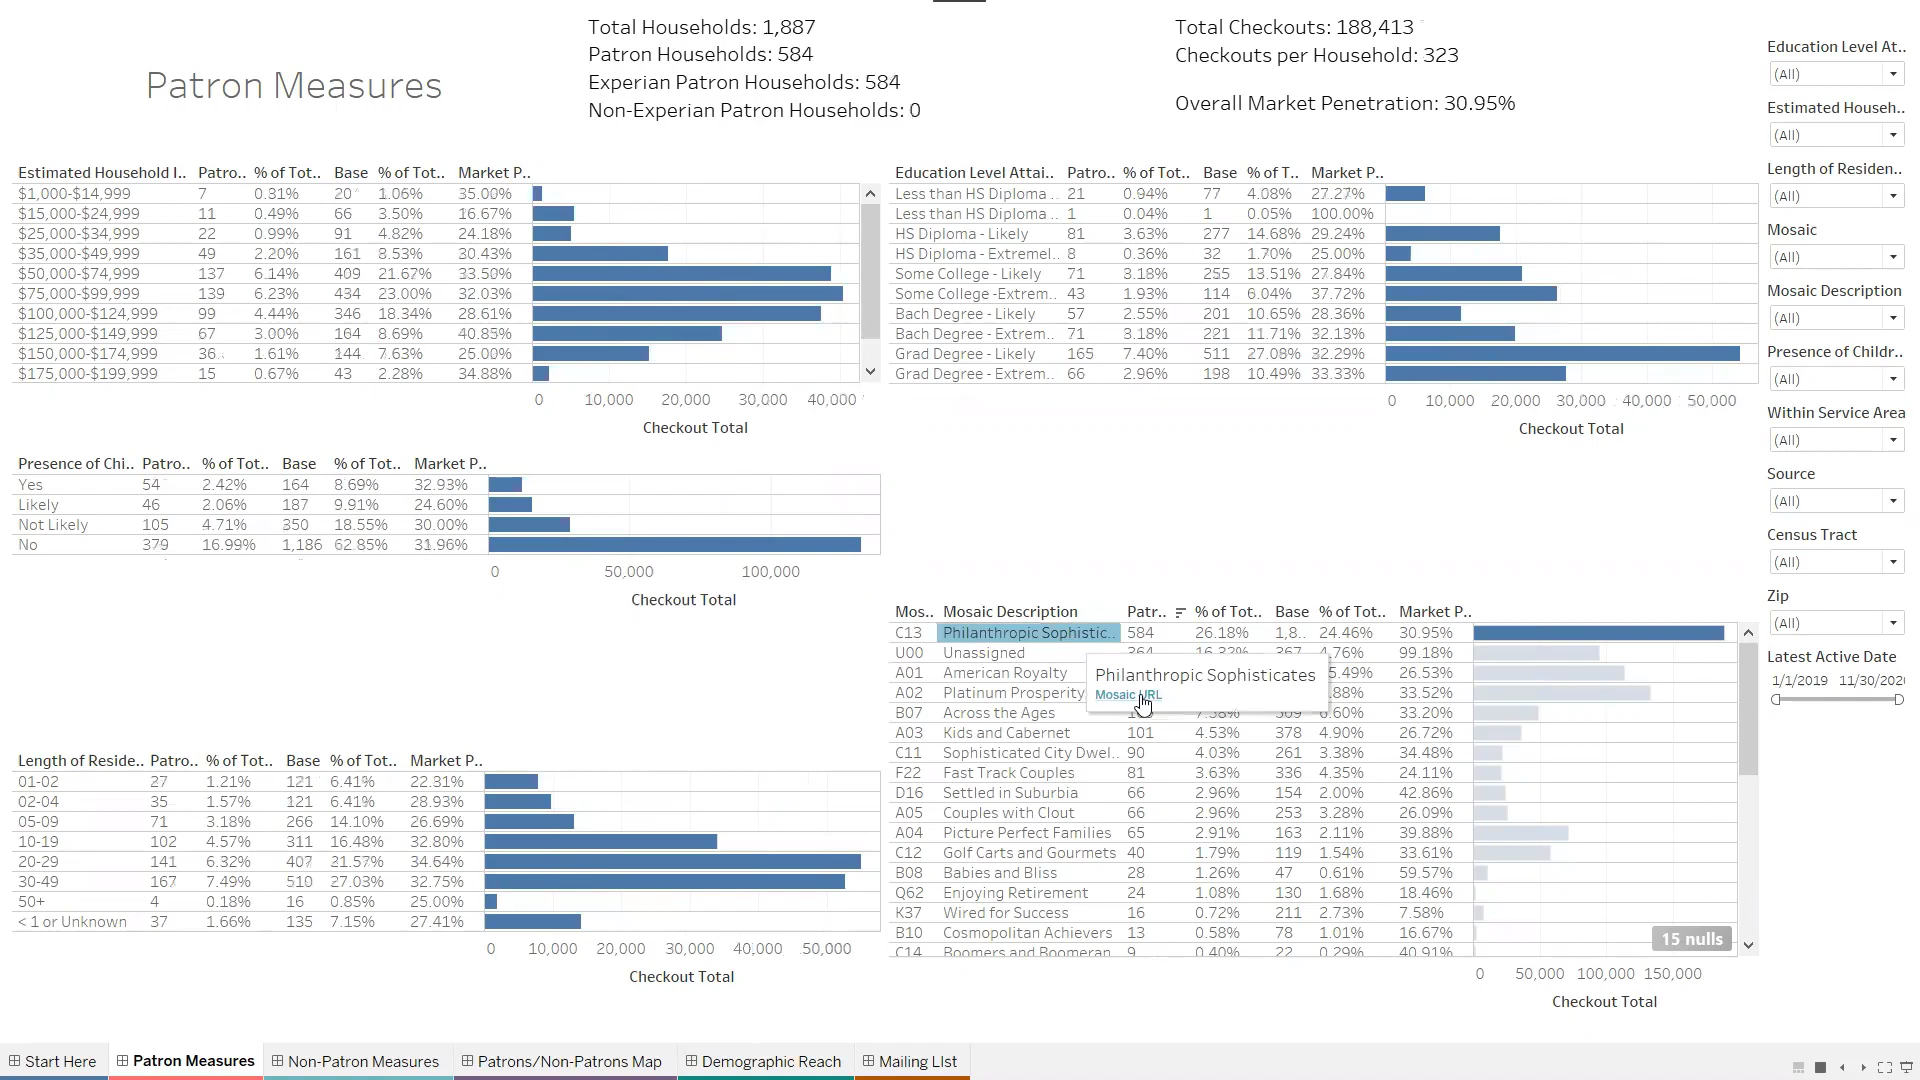 Patron Measures
Total Households: 1,887
Patron Households: 584
Experian Patron Households: 584
Non-Experian Patron Households: 0
Total Checkouts: 188,413
Checkouts per Household: 323
Overall Market Penetration: 30.95%
Estimated Household I.. Patro.. % of Tot.. Base % of Tot.. Market P..
$1,000-$14,999 7 0.31% 20 1.06% 35.00%
$15,000-$24,999 11 0.49% 66 3.50% 16.67%
$25,000-$34,999 22 0.99% 91 4.82% 24.18%
$35,000-$49,999 49 2.20% 161 8.53% 30.43%
$50,000-$74,999 137 6.14% 409 21.67% 33.50%
$75,000-$99,999 139 6.23% 434 23.00% 32.03%
$100,000-$124,999 99 4.44% 346 18.34% 28.61%
$125,000-$149,999 67 3.00% 164 8.69% 40.85%
$150,000-$174,999 36 1.61% 144 7.63% 25.00%
$175,000-$199,999 15 0.67% 43 2.28% 34.88%
0 10,000 20,000 30,000 40,000
Checkout Total
Education Level Attai.. Patro.. % of Tot.. Base % of T.. Market P..
Less than HS Diploma .. 21 0.94% 77 4.08% 27.27%
Less than HS Diploma .. 1 0.04% 1 0.05% 100.00%
HS Diploma - Likely 81 3.63% 277 14.68% 29.24%
HS Diploma - Extremel.. 8 0.36% 32 1.70% 25.00%
Some College - Likely 71 3.18% 255 13.51% 27.84%
Some College -Extrem.. 43 1.93% 114 6.04% 37.72%
Bach Degree - Likely 57 2.55% 201 10.65% 28.36%
Bach Degree - Extrem.. 71 3.18% 221 11.71% 32.13%
Grad Degree - Likely 165 7.40% 511 27.08% 32.29%
Grad Degree - Extrem.. 66 2.96% 198 10.49% 33.33%
0 10,000 20,000 30,000 40,000 50,000
Checkout Total
Presence of Chi.. Patro.. % of Tot.. Base % of Tot.. Market P..
Yes 54 2.42% 164 8.69% 32.93%
Likely 46 2.06% 187 9.91% 24.60%
Not Likely 105 4.71% 350 18.55% 30.00%
No 379 16.99% 1,186 62.85% 31.96%
0 50,000 100,000
Checkout Total
Mos.. Mosaic Description Patr.. % of Tot.. Base % of Tot.. Market P..
C13 Philanthropic Sophistic.. 584 26.18% 1,8.. 24.46% 30.95%
U00 Unassigned 364 16.32% 367 4.76% 99.18%
A01 American Royalty 5.49% 26.53%
A02 Platinum Prosperity .88% 33.52%
B07 Across the Ages 7.58% 509 6.60% 33.20%
A03 Kids and Cabernet 101 4.53% 378 4.90% 26.72%
C11 Sophisticated City Dwel.. 90 4.03% 261 3.38% 34.48%
F22 Fast Track Couples 81 3.63% 336 4.35% 24.11%
D16 Settled in Suburbia 66 2.96% 154 2.00% 42.86%
A05 Couples with Clout 66 2.96% 253 3.28% 26.09%
A04 Picture Perfect Families 65 2.91% 163 2.11% 39.88%
C12 Golf Carts and Gourmets 40 1.79% 119 1.54% 33.61%
B08 Babies and Bliss 28 1.26% 47 0.61% 59.57%
Q62 Enjoying Retirement 24 1.08% 130 1.68% 18.46%
K37 Wired for Success 16 0.72% 211 2.73% 7.58%
B10 Cosmopolitan Achievers 13 0.58% 78 1.01% 16.67%
C14 Boomers and Boomeran 9 0.40% 22 0.29% 40.91%
Philanthropic Sophisticates
Mosaic URL
15 nulls
0 50,000 100,000 150,000
Checkout Total
Length of Reside.. Patro.. % of Tot.. Base % of Tot.. Market P..
01-02 27 1.21% 121 6.41% 22.31%
02-04 35 1.57% 121 6.41% 28.93%
05-09 71 3.18% 266 14.10% 26.69%
10-19 102 4.57% 311 16.48% 32.80%
20-29 141 6.32% 407 21.57% 34.64%
30-49 167 7.49% 510 27.03% 32.75%
50+ 4 0.18% 16 0.85% 25.00%
< 1 or Unknown 37 1.66% 135 7.15% 27.41%
0 10,000 20,000 30,000 40,000 50,000
Checkout Total
Education Level At..
(All)
Estimated Househ..
(All)
Length of Residen..
(All)
Mosaic
(All)
Mosaic Description
(All)
Presence of Childr..
(All)
Within Service Area
(All)
Source
(All)
Census Tract
(All)
Zip
(All)
Latest Active Date
1/1/2019 11/30/202
Start Here Patron Measures Non-Patron Measures Patrons/Non-Patrons Map Demographic Reach Mailing LIst